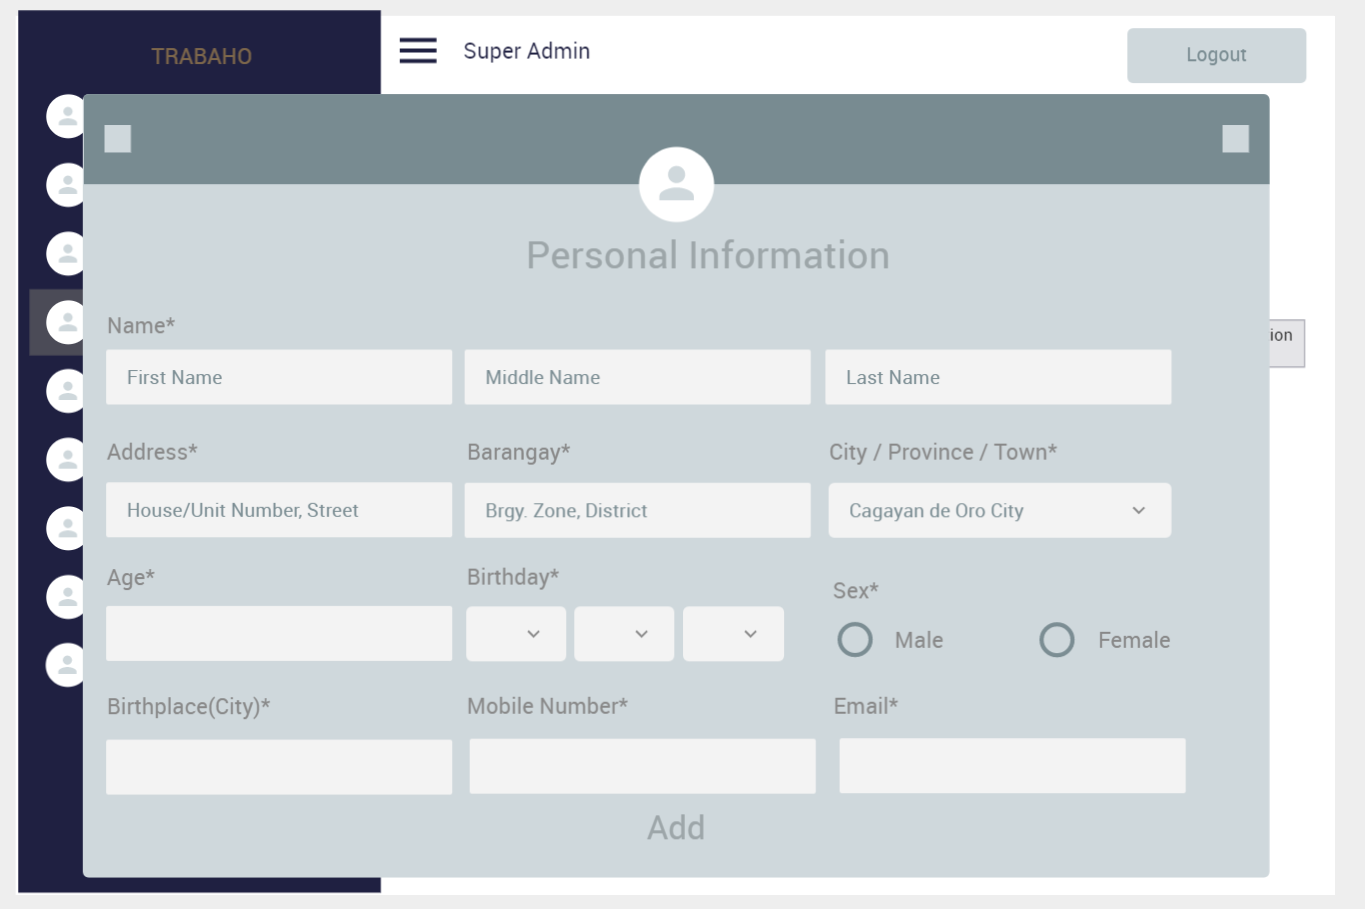 TRABAHO
Super Admin
Logout
Personal Information
Name*
First Name
Middle Name
Last Name
ion
Address*
Barangay*
City / Province / Town*
House/Unit Number, Street
Brgy. Zone, District
Cagayan de Oro City
Age*
Birthday*
Sex*
Male
Female
Birthplace(City)*
Mobile Number*
Email*
Add